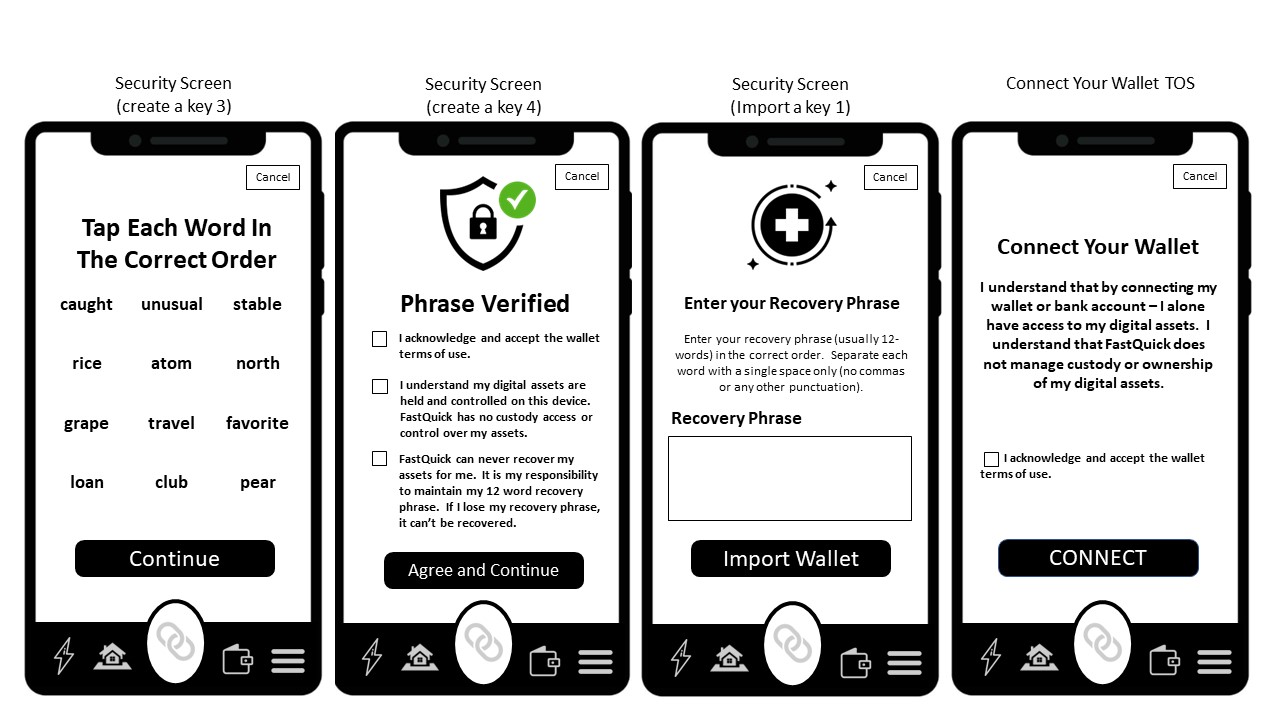 Security Screen
(create a key 3)
Cancel
Tap Each Word In
The Correct Order
caught unusual stable
rice atom north
grape travel favorite
loan club pear
Continue
Security Screen
(create a key 4)
Cancel
Phrase Verified
I acknowledge and accept the wallet
terms of use.
I understand my digital assets are
held and controlled on this device.
FastQuick has no custody access or
control over my assets.
FastQuick can never recover my
assets for me. It is my responsibility
to maintain my 12 word recovery
phrase. If I lose my recovery phrase,
it can't be recovered.
Agree and Continue
Security Screen
(Import a key 1)
Cancel
Enter your Recovery Phrase
Enter your recovery phrase (usually 12-
words) in the correct order. Separate each
word with a single space only (no commas
or any other punctuation).
Recovery Phrase
Import Wallet
Connect Your Wallet TOS
Cancel
Connect Your Wallet
I understand that by connecting my
wallet or bank account – I alone
have access to my digital assets. I
understand that FastQuick does
not manage custody or ownership
of my digital assets.
I acknowledge and accept the wallet
terms of use.
CONNECT